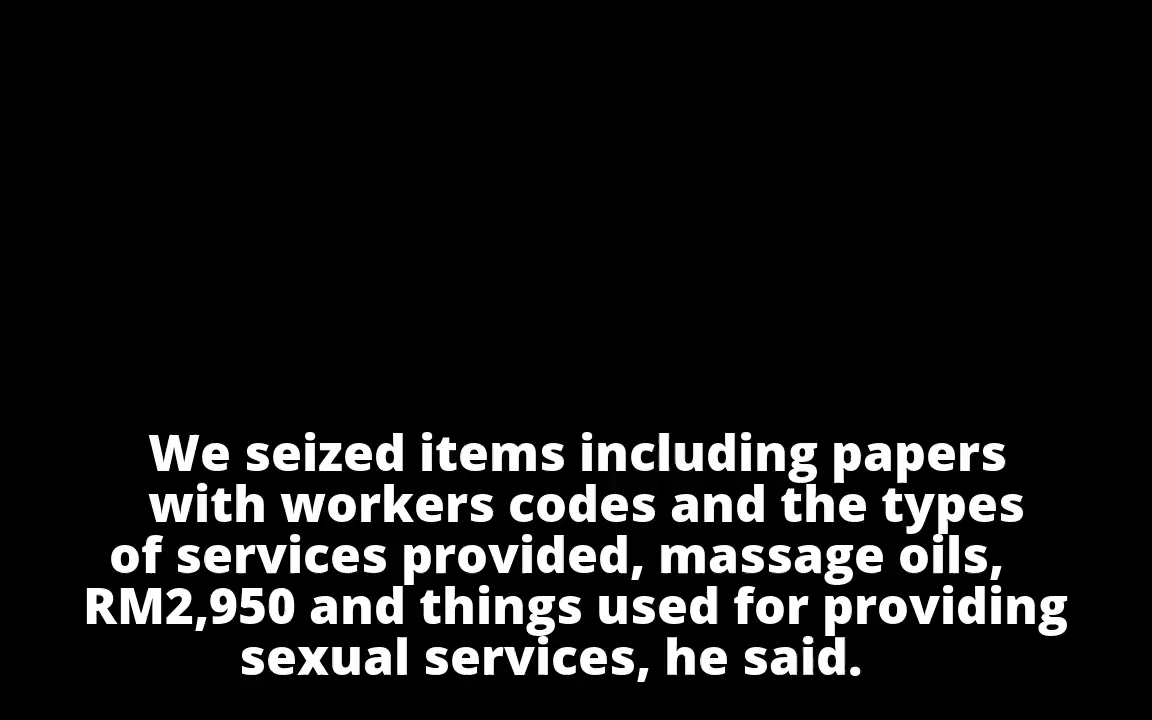 We seized items including papers
with workers codes and the types
of services provided, massage oils,
RM2,950 and things used for providing
sexual services, he said.